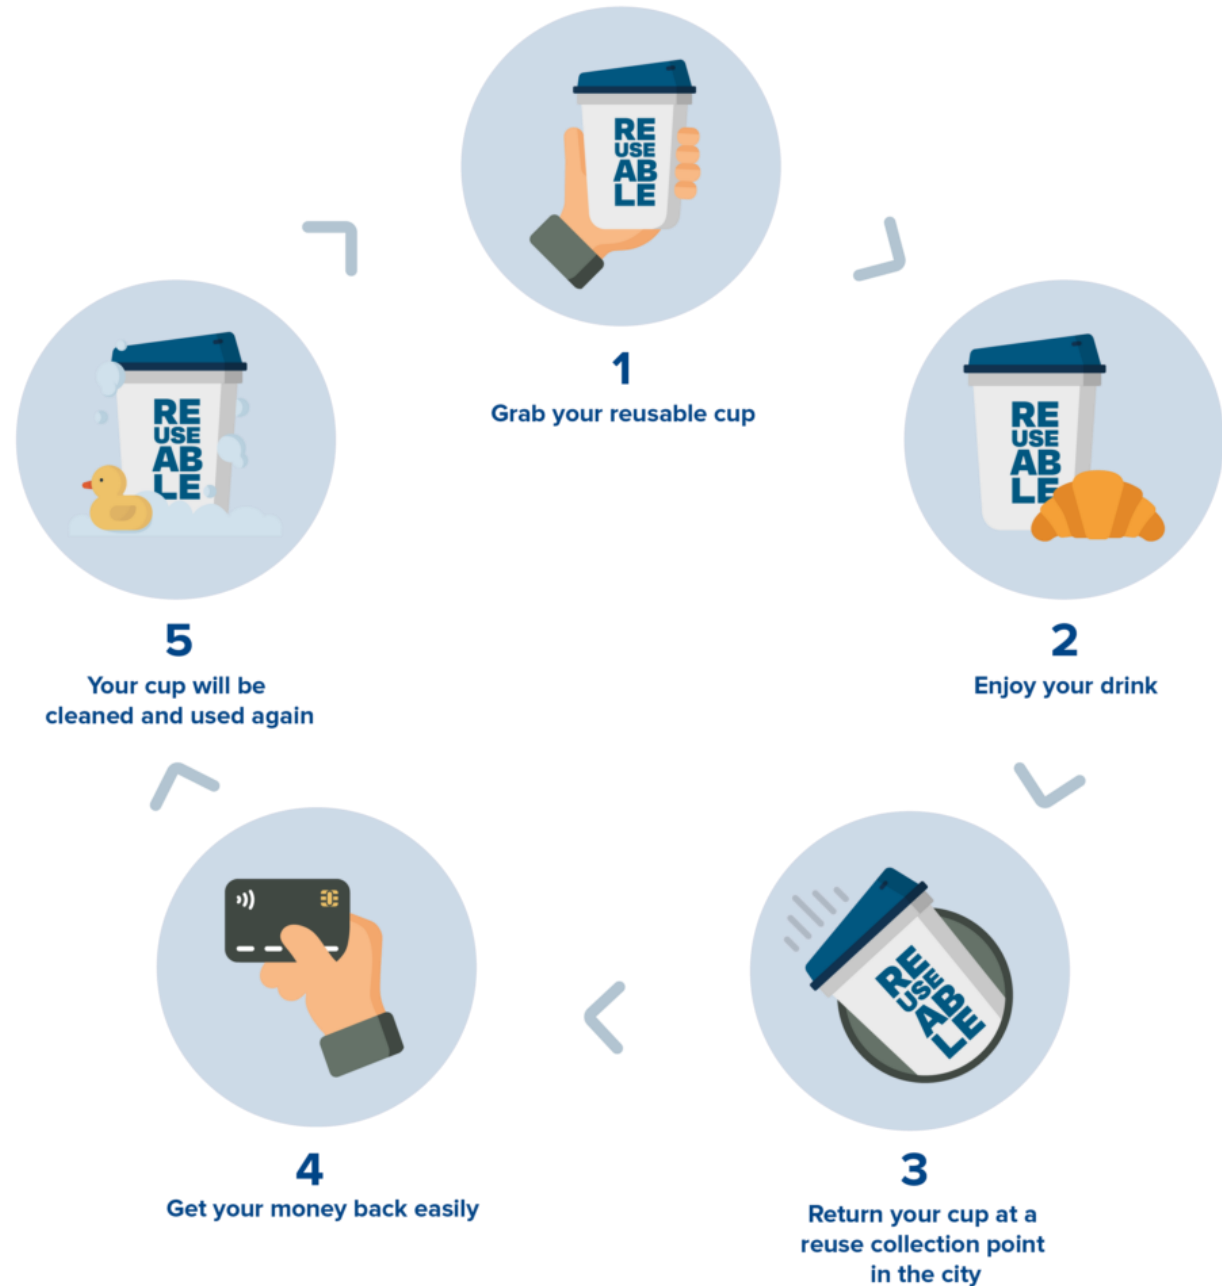 RE
USE
AB
LE
1
Grab your reusable cup
RE
USE
AB
LE
2
Enjoy your drink
RE
USE
AB
LE
3
Return your cup at a
reuse collection point
in the city
4
Get your money back easily
RE
USE
AB
LE
5
Your cup will be
cleaned and used again